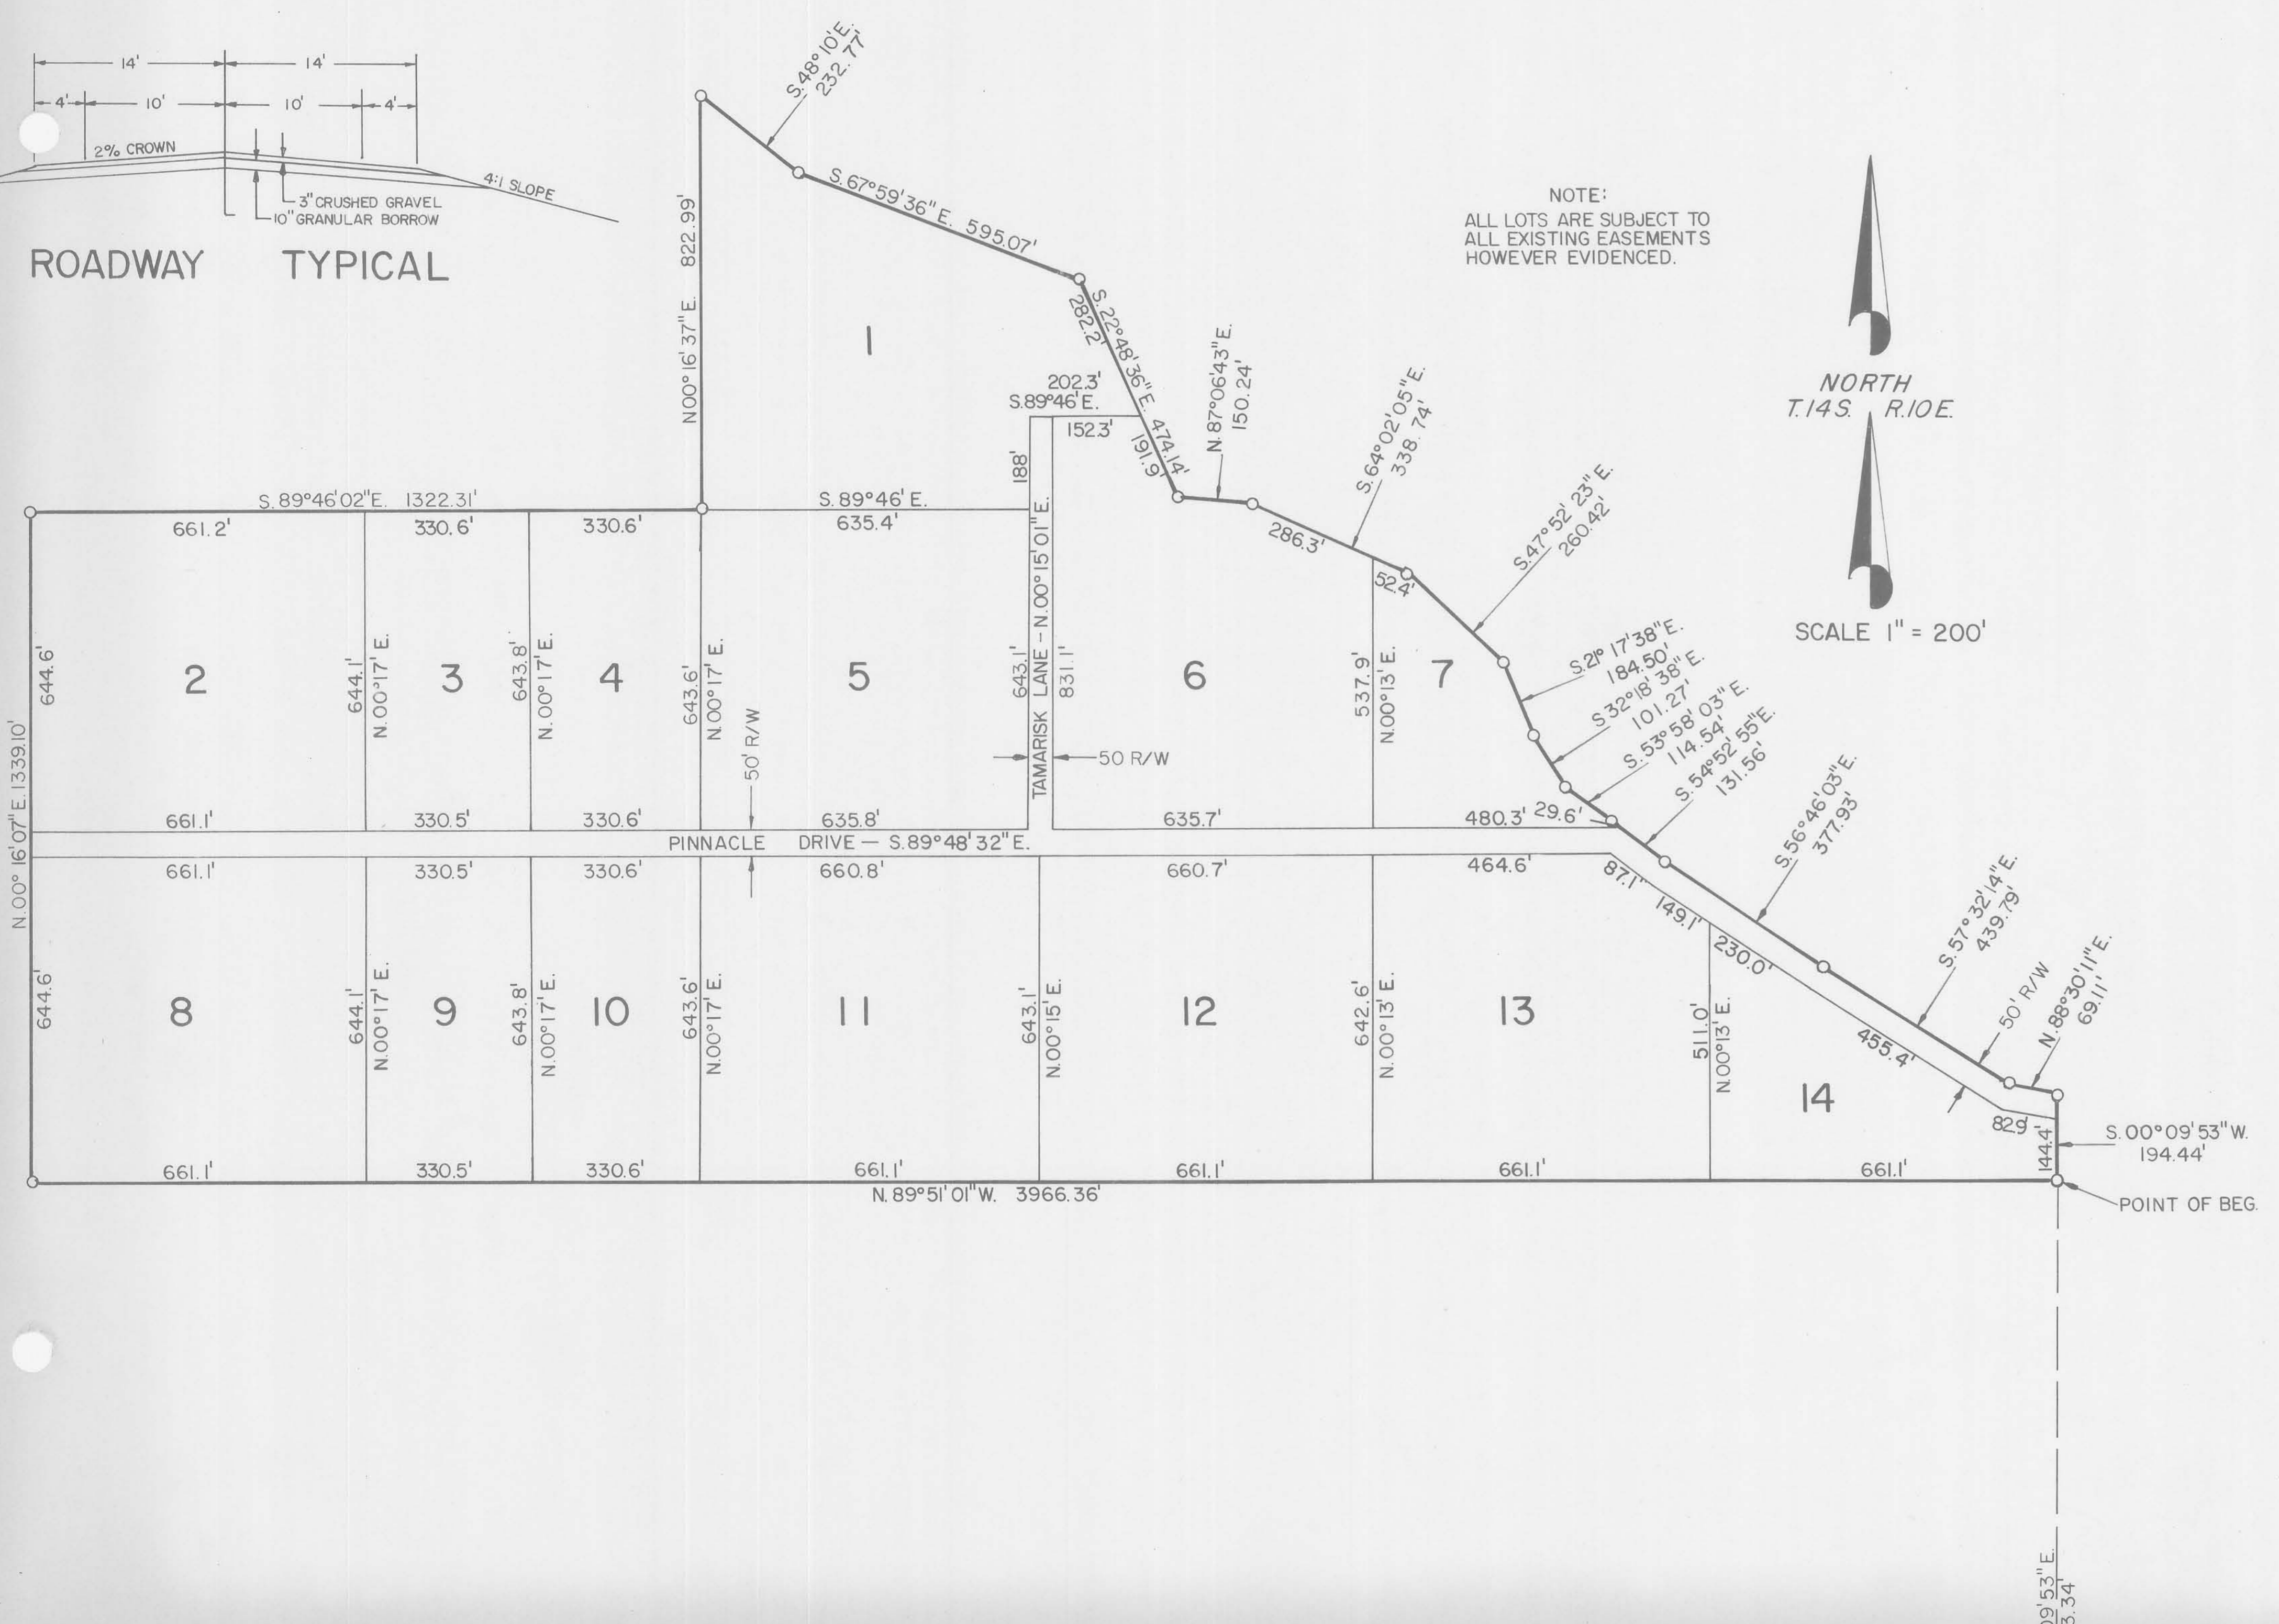 14' 14'
4' 10' 10' 4'
2% CROWN
4:1 SLOPE
3" CRUSHED GRAVEL
10" GRANULAR BORROW
ROADWAY TYPICAL
S.48°10'E.
232.77'
S.67°59'36"E. 595.07'
N00°16'37"E. 822.99'
1
S.22°48'36"E. 474.14'
282.2'
191.9'
202.3'
S.89°46'E.
152.3'
188'
N.87°06'43"E.
150.24'
S.64°02'05"E.
338.74'
286.3'
52.4'
S.47°52'23"E.
260.42'
NOTE:
ALL LOTS ARE SUBJECT TO
ALL EXISTING EASEMENTS
HOWEVER EVIDENCED.
NORTH
T.14S. R.10E.
SCALE 1" = 200'
S.89°46'02"E. 1322.31'
661.2' 330.6' 330.6'
S.89°46'E.
635.4'
N.00°16'07"E. 1339.10'
644.6'
2
644.1'
N.00°17'E.
3
643.8'
N.00°17'E.
4
643.6'
N.00°17'E.
50' R/W
5
643.1'
TAMARISK LANE - N.00°15'01"E.
831.1'
50 R/W
6
537.9'
N.00°13'E.
7
S.21°17'38"E.
184.50'
S32°18'38"E.
101.27'
S.53°58'03"E.
114.54'
S.54°52'55"E.
131.56'
S.56°46'03"E.
377.93'
S.57°32'14"E.
439.79'
50' R/W
N.88°30'11"E.
69.11'
661.1' 330.5' 330.6' 635.8' 635.7' 480.3' 29.6'
PINNACLE DRIVE — S.89°48'32"E.
661.1' 330.5' 330.6' 660.8' 660.7' 464.6'
87.1'
149.1'
230.0'
455.4'
82.9'
144.4'
644.6'
8
644.1'
N.00°17'E.
9
643.8'
N.00°17'E.
10
643.6'
N.00°17'E.
11
643.1'
N.00°15'E.
12
642.6'
N.00°13'E.
13
511.0'
N.00°13'E.
14
S.00°09'53"W.
194.44'
661.1' 330.5' 330.6' 661.1' 661.1' 661.1' 661.1'
N.89°51'01"W. 3966.36'
POINT OF BEG.
09'53"E.
3.34'